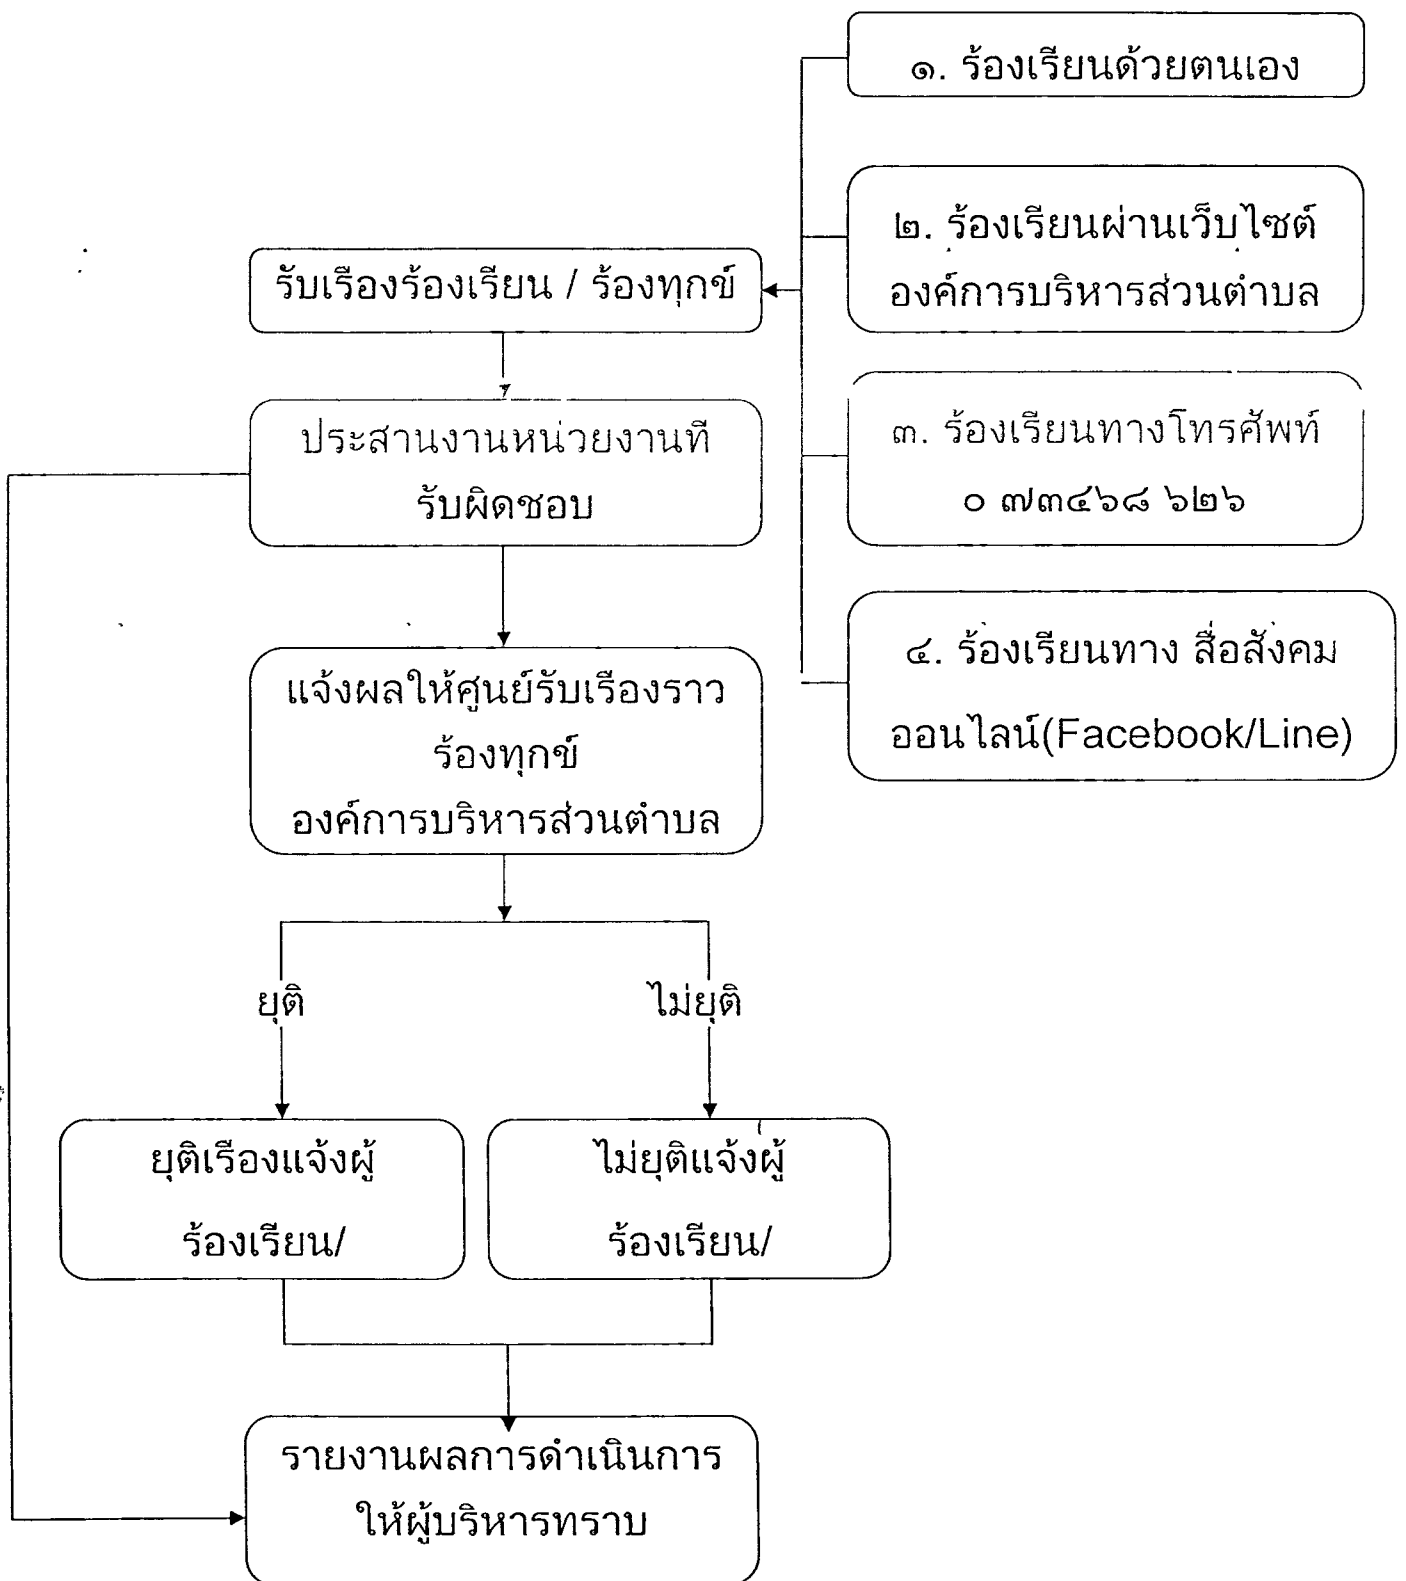 ๑. ร้องเรียนด้วยตนเอง
๒. ร้องเรียนผ่านเว็บไซต์
องค์การบริหารส่วนตำบล
รับเรื่องร้องเรียน / ร้องทุกข์
๓. ร้องเรียนทางโทรศัพท์
๐ ๗๓๔๖๘ ๖๒๖
ประสานงานหน่วยงานที่
รับผิดชอบ
๔. ร้องเรียนทาง สื่อสังคม
ออนไลน์(Facebook/Line)
แจ้งผลให้ศูนย์รับเรื่องราว
ร้องทุกข์
องค์การบริหารส่วนตำบล
ยุติ
ไม่ยุติ
ยุติเรื่องแจ้งผู้
ร้องเรียน/
ไม่ยุติแจ้งผู้
ร้องเรียน/
รายงานผลการดำเนินการ
ให้ผู้บริหารทราบ